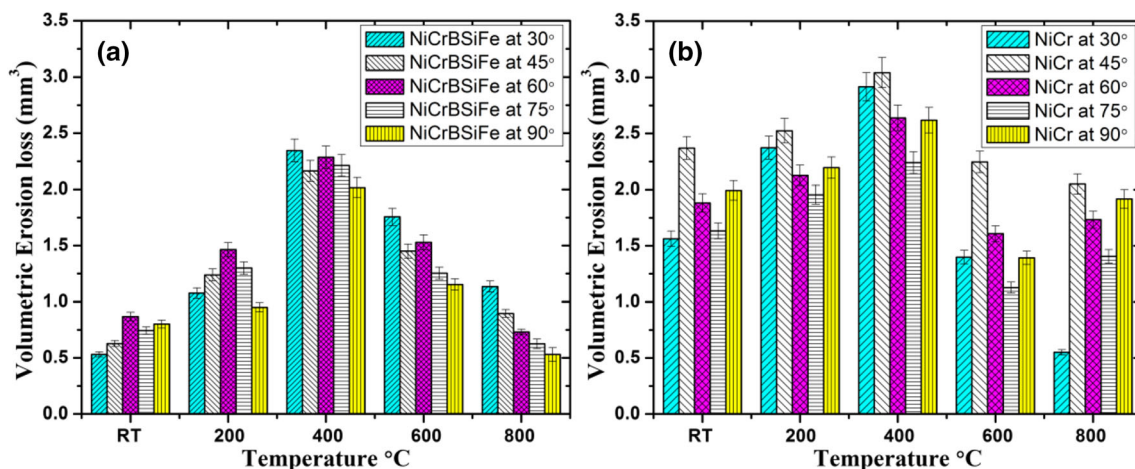 (a)
NiCrBSiFe at 30°
NiCrBSiFe at 45°
NiCrBSiFe at 60°
NiCrBSiFe at 75°
NiCrBSiFe at 90°
Volumetric Erosion loss (mm³)
3.5
3.0
2.5
2.0
1.5
1.0
0.5
0.0
RT 200 400 600 800
Temperature °C
(b)
NiCr at 30°
NiCr at 45°
NiCr at 60°
NiCr at 75°
NiCr at 90°
Volumetric Erosion loss (mm³)
3.5
3.0
2.5
2.0
1.5
1.0
0.5
0.0
RT 200 400 600 800
Temperature °C